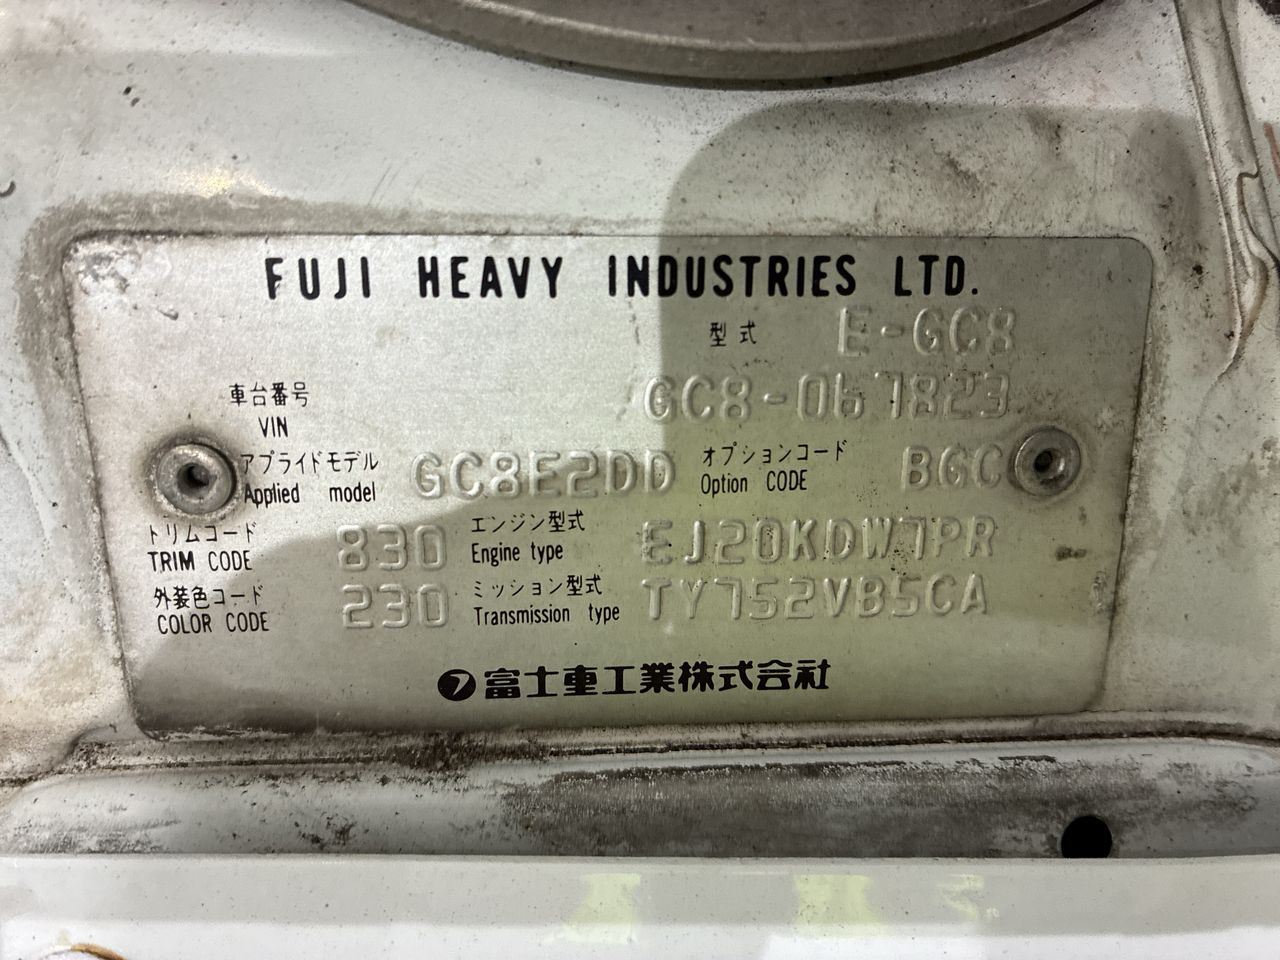 FUJI HEAVY INDUSTRIES LTD.
型式 E-GC8
車台番号 VIN GC8-067823
アプライドモデル Applied model GC8E2DD オプションコード Option CODE BGC
トリムコード TRIM CODE 830 エンジン型式 Engine type EJ20KDW7PR
外装色コード COLOR CODE 230 ミッション型式 Transmission type TY752VB5CA
富士重工業株式会社